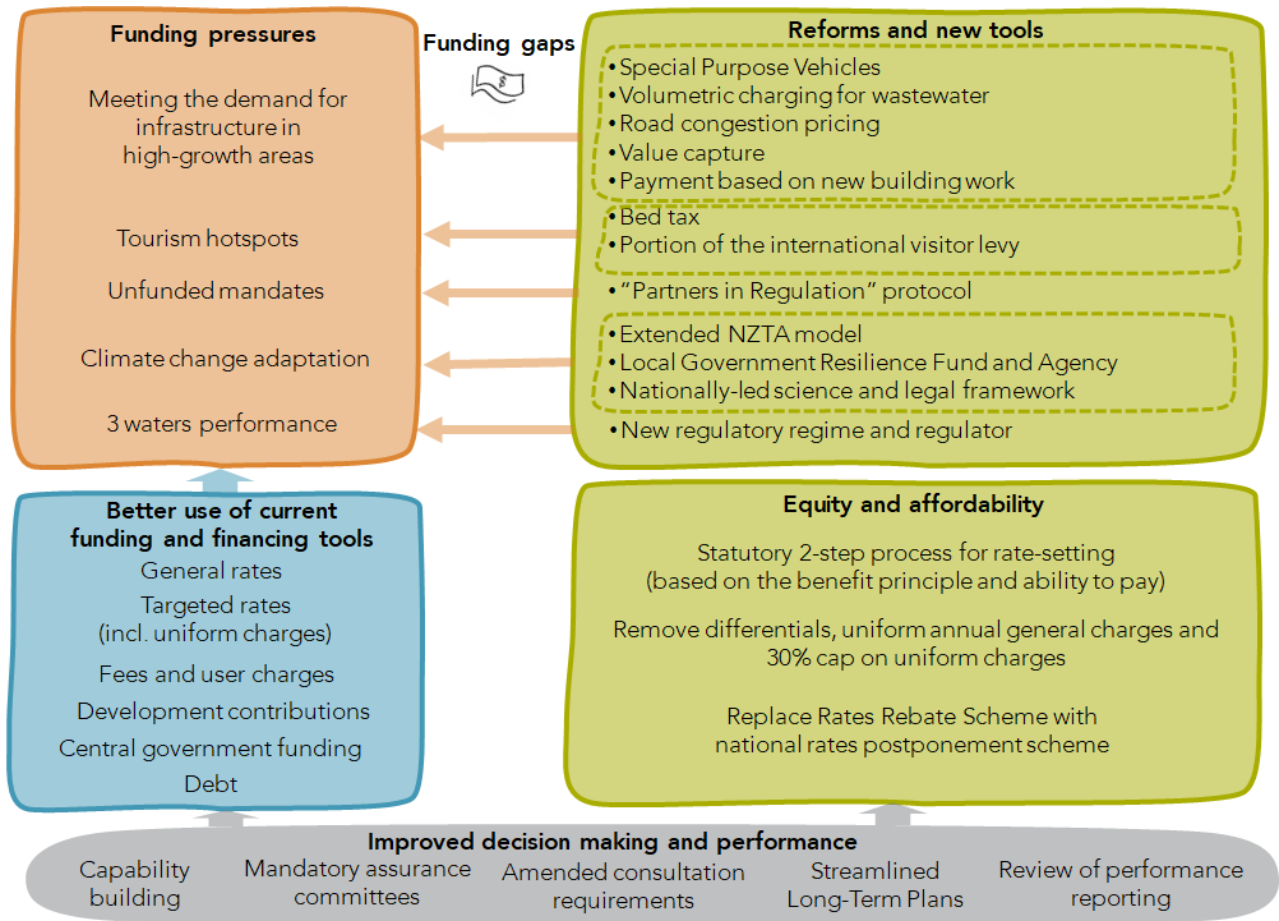 Funding pressures
Meeting the demand for
infrastructure in
high-growth areas
Tourism hotspots
Unfunded mandates
Climate change adaptation
3 waters performance
Funding gaps
$
Reforms and new tools
•Special Purpose Vehicles
•Volumetric charging for wastewater
•Road congestion pricing
•Value capture
•Payment based on new building work
•Bed tax
•Portion of the international visitor levy
•“Partners in Regulation” protocol
•Extended NZTA model
•Local Government Resilience Fund and Agency
•Nationally-led science and legal framework
•New regulatory regime and regulator
Better use of current
funding and financing tools
General rates
Targeted rates
(incl. uniform charges)
Fees and user charges
Development contributions
Central government funding
Debt
Equity and affordability
Statutory 2-step process for rate-setting
(based on the benefit principle and ability to pay)
Remove differentials, uniform annual general charges and
30% cap on uniform charges
Replace Rates Rebate Scheme with
national rates postponement scheme
Improved decision making and performance
Capability
building
Mandatory assurance
committees
Amended consultation
requirements
Streamlined
Long-Term Plans
Review of performance
reporting